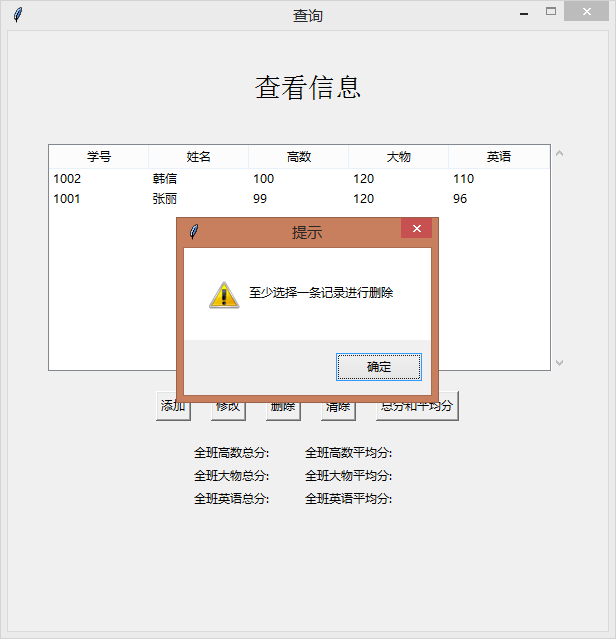 查询
查看信息
学号 姓名 高数 大物 英语
1002 韩信 100 120 110
1001 张丽 99 120 96
提示
至少选择一条记录进行删除
确定
添加 修改 删除 清除 总分和平均分
全班高数总分: 全班高数平均分:
全班大物总分: 全班大物平均分:
全班英语总分: 全班英语平均分: